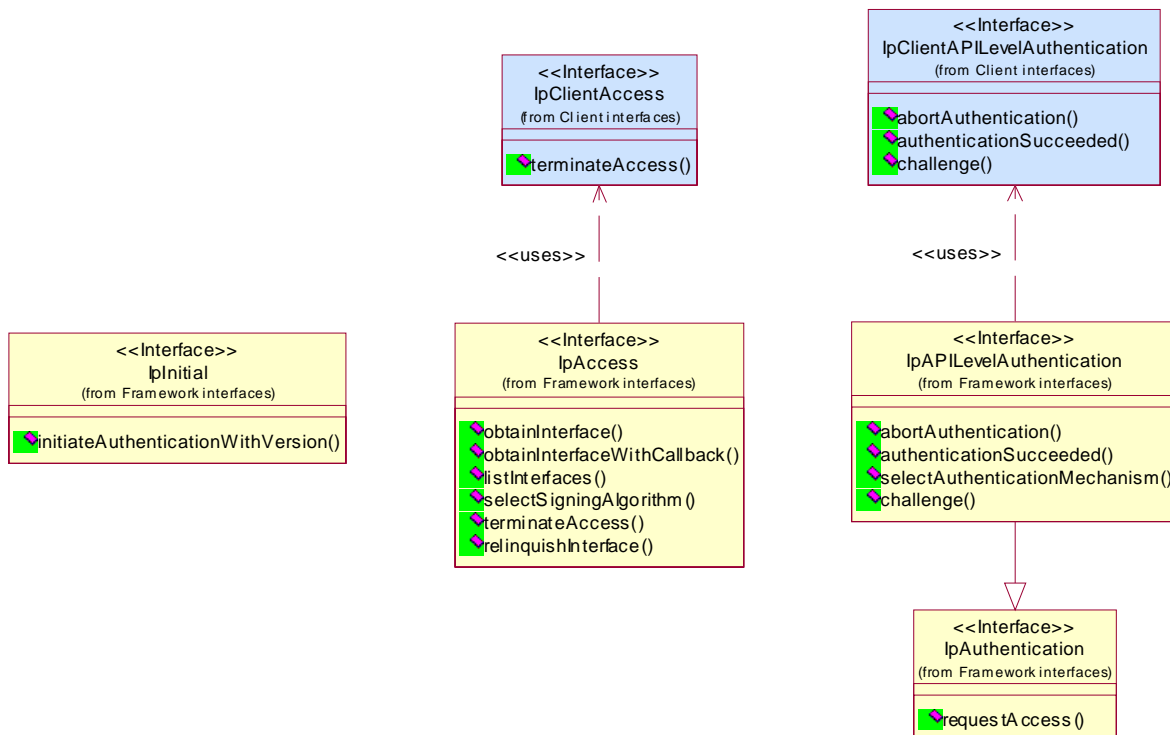 <<Interface>>
IpClientAPILevelAuthentication
(from Client interfaces)
abortAuthentication()
authenticationSucceeded()
challenge()
<<Interface>>
IpClientAccess
(from Client interfaces)
terminateAccess()
<<uses>>
<<uses>>
<<Interface>>
IpInitial
(from Framework interfaces)
initiateAuthenticationWithVersion()
<<Interface>>
IpAccess
(from Framework interfaces)
obtainInterface()
obtainInterfaceWithCallback()
listInterfaces()
selectSigningAlgorithm()
terminateAccess()
relinquishInterface()
<<Interface>>
IpAPILevelAuthentication
(from Framework interfaces)
abortAuthentication()
authenticationSucceeded()
selectAuthenticationMechanism()
challenge()
<<Interface>>
IpAuthentication
(from Framework interfaces)
requestAccess()